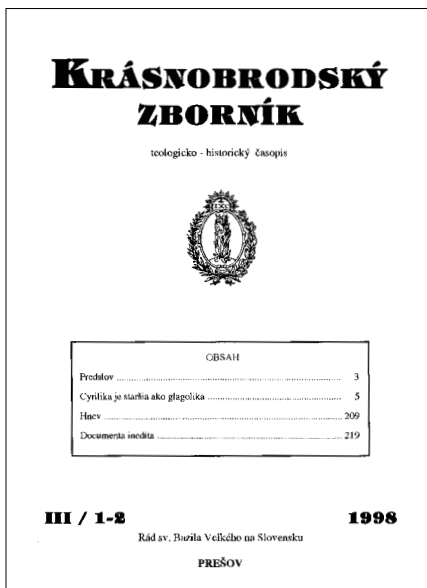 KRÁSNOBRODSKÝ
ZBORNÍK
teologicko - historický časopis
OBSAH
Predslov ........ 3
Cyrilika je staršia ako glagolika ........ 5
Hnev ........ 209
Documenta inedita ........ 219
III / 1-2 1998
Rád sv. Bazila Veľkého na Slovensku
PREŠOV